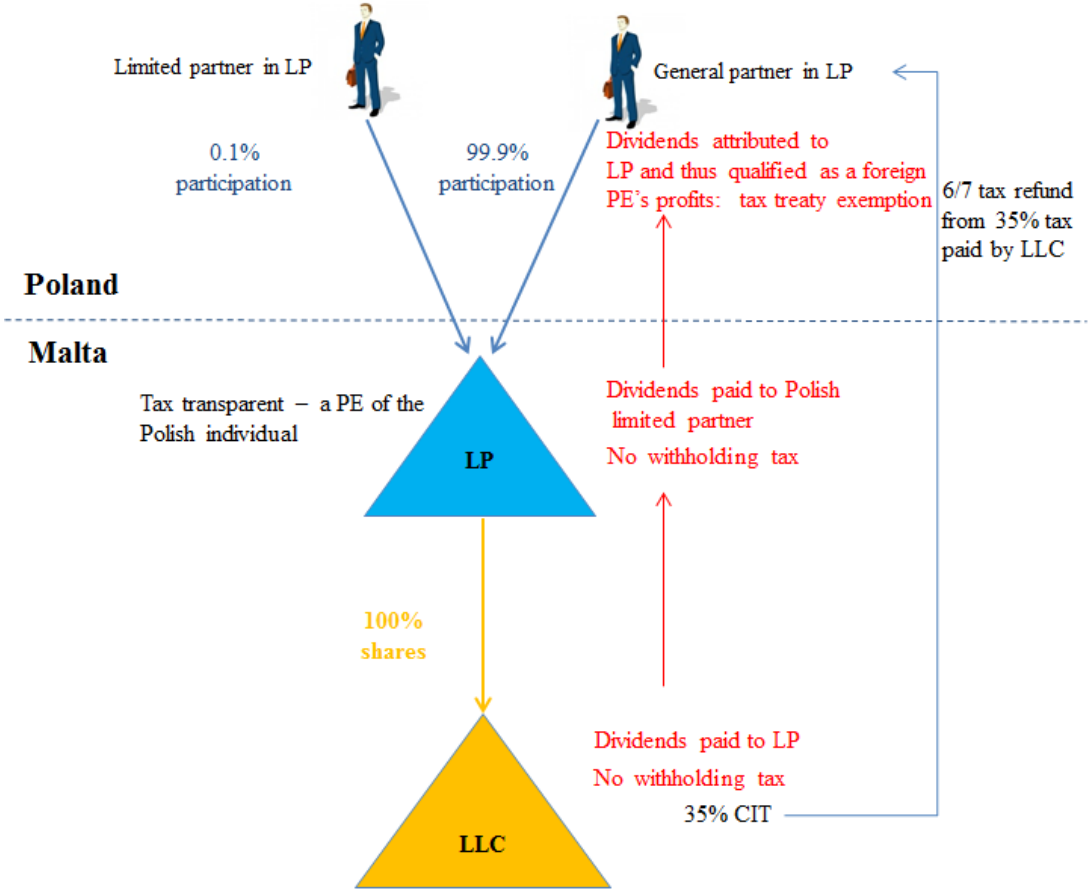 Limited partner in LP
General partner in LP
0.1%
participation
99.9%
participation
Dividends attributed to
LP and thus qualified as a foreign
PE's profits: tax treaty exemption
6/7 tax refund
from 35% tax
paid by LLC
Poland
Malta
Tax transparent – a PE of the
Polish individual
LP
Dividends paid to Polish
limited partner
No withholding tax
100%
shares
Dividends paid to LP
No withholding tax
35% CIT
LLC